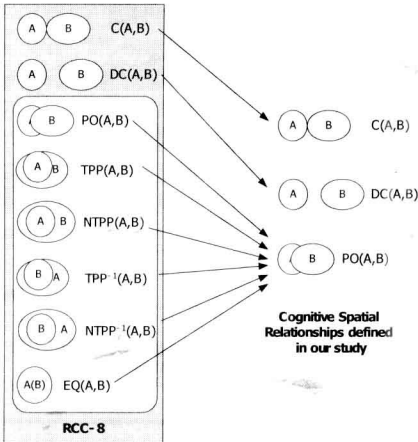 A B C(A,B)
A B DC(A,B)
A B PO(A,B)
A B TPP(A,B)
A B NTPP(A,B)
B A TPP⁻¹(A,B)
B A NTPP⁻¹(A,B)
A(B) EQ(A,B)
RCC-8
A B C(A,B)
A B DC(A,B)
A B PO(A,B)
Cognitive Spatial
Relationships defined
in our study